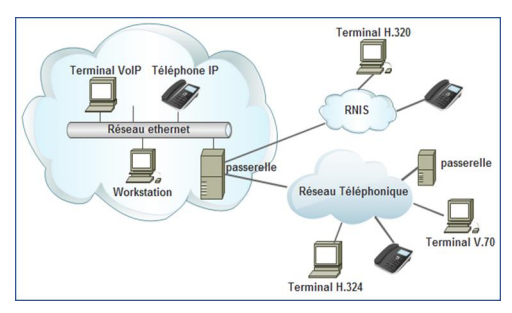 Terminal H.320
Terminal VoIP
Téléphone IP
RNIS
Réseau ethernet
passerelle
passerelle
Workstation
Réseau Téléphonique
Terminal V.70
Terminal H.324